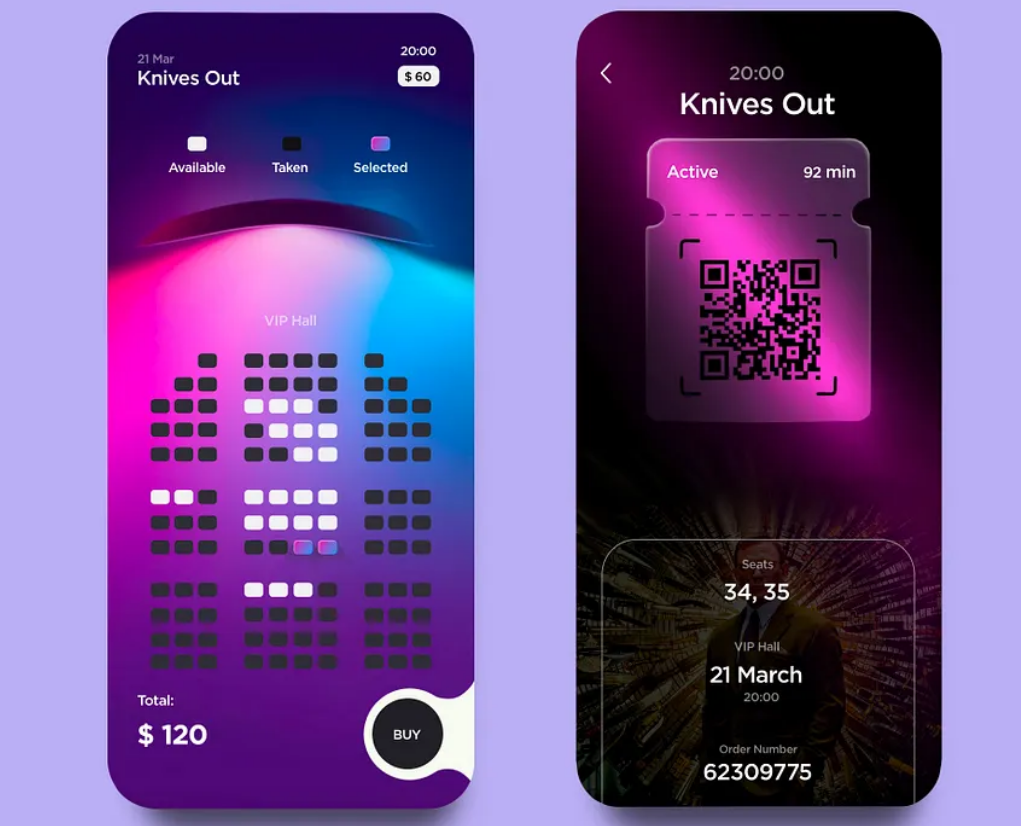 21 Mar
20:00
Knives Out
$ 60
Available
Taken
Selected
VIP Hall
Total:
$ 120
BUY
20:00
Knives Out
Active
92 min
Seats
34, 35
VIP Hall
21 March
20:00
Order Number
62309775